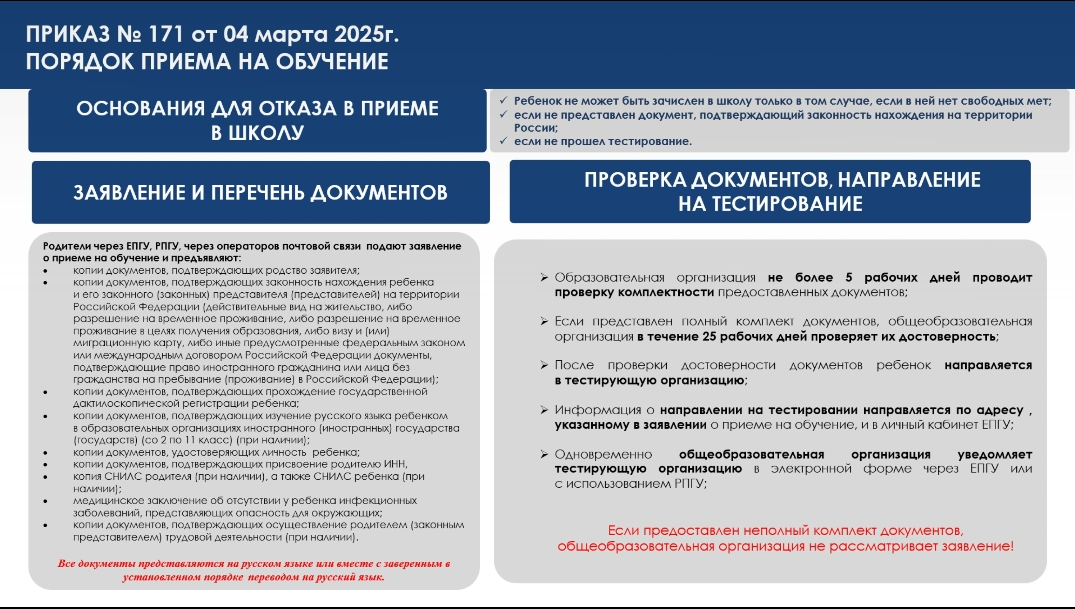 ПРИКАЗ № 171 от 04 марта 2025г.
ПОРЯДОК ПРИЕМА НА ОБУЧЕНИЕ
ОСНОВАНИЯ ДЛЯ ОТКАЗА В ПРИЕМЕ
В ШКОЛУ
✓ Ребенок не может быть зачислен в школу только в том случае, если в ней нет свободных мет;
✓ если не представлен документ, подтверждающий законность нахождения на территории
России;
✓ если не прошел тестирование.
ЗАЯВЛЕНИЕ И ПЕРЕЧЕНЬ ДОКУМЕНТОВ
Родители через ЕПГУ, РПГУ, через операторов почтовой связи подают заявление
о приеме на обучение и предъявляют:
• копии документов, подтверждающих родство заявителя;
• копии документов, подтверждающих законность нахождения ребенка
и его законного (законных) представителя (представителей) на территории
Российской Федерации (действительные вид на жительство, либо
разрешение на временное проживание, либо разрешение на временное
проживание в целях получения образования, либо визу и (или)
миграционную карту, либо иные предусмотренные федеральным законом
или международным договором Российской Федерации документы,
подтверждающие право иностранного гражданина или лица без
гражданства на пребывание (проживание) в Российской Федерации);
• копии документов, подтверждающих прохождение государственной
дактилоскопической регистрации ребенка;
• копии документов, подтверждающих изучение русского языка ребенком
в образовательных организациях иностранного (иностранных) государства
(государств) (со 2 по 11 класс) (при наличии);
• копии документов, удостоверяющих личность ребенка;
• копии документов, подтверждающих присвоение родителю ИНН,
• копия СНИЛС родителя (при наличии), а также СНИЛС ребенка (при
наличии);
• медицинское заключение об отсутствии у ребенка инфекционных
заболеваний, представляющих опасность для окружающих;
• копии документов, подтверждающих осуществление родителем (законным
представителем) трудовой деятельности (при наличии).
Все документы представляются на русском языке или вместе с заверенным в
установленном порядке переводом на русский язык.
ПРОВЕРКА ДОКУМЕНТОВ, НАПРАВЛЕНИЕ
НА ТЕСТИРОВАНИЕ
➢ Образовательная организация не более 5 рабочих дней проводит
проверку комплектности предоставленных документов;
➢ Если представлен полный комплект документов, общеобразовательная
организация в течение 25 рабочих дней проверяет их достоверность;
➢ После проверки достоверности документов ребенок направляется
в тестирующую организацию;
➢ Информация о направлении на тестировании направляется по адресу ,
указанному в заявлении о приеме на обучение, и в личный кабинет ЕПГУ;
➢ Одновременно общеобразовательная организация уведомляет
тестирующую организацию в электронной форме через ЕПГУ или
с использованием РПГУ;
Если предоставлен неполный комплект документов,
общеобразовательная организация не рассматривает заявление!